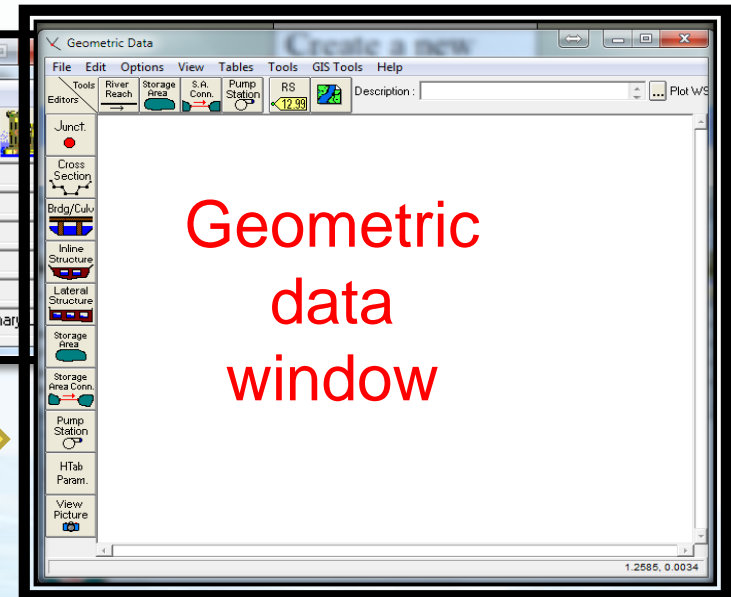 Create a new
Geometric Data
File Edit Options View Tables Tools GIS Tools Help
Tools
Editors
River Reach
Storage Area
S.A. Conn.
Pump Station
RS
12.99
Description :
...
Plot WS
Junct.
Cross Section
Brdg/Culv
Inline Structure
Lateral Structure
Storage Area
Storage Area Conn.
Pump Station
HTab Param.
View Picture
Geometric
data
window
1.2585, 0.0034